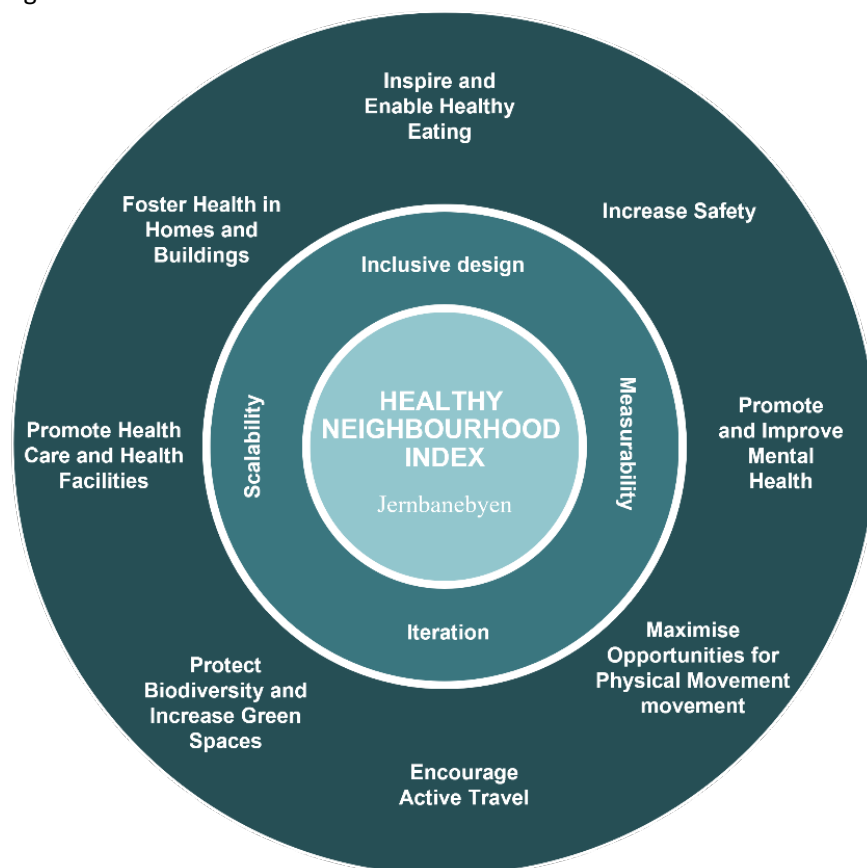 Inspire and
Enable Healthy
Eating
Increase Safety
Foster Health in
Homes and
Buildings
Inclusive design
HEALTHY
NEIGHBOURHOOD
INDEX
Jernbanebyen
Scalability
Measurability
Promote
and Improve
Mental
Health
Promote Health
Care and Health
Facilities
Iteration
Maximise
Opportunities for
Physical Movement
movement
Protect
Biodiversity and
Increase Green
Spaces
Encourage
Active Travel